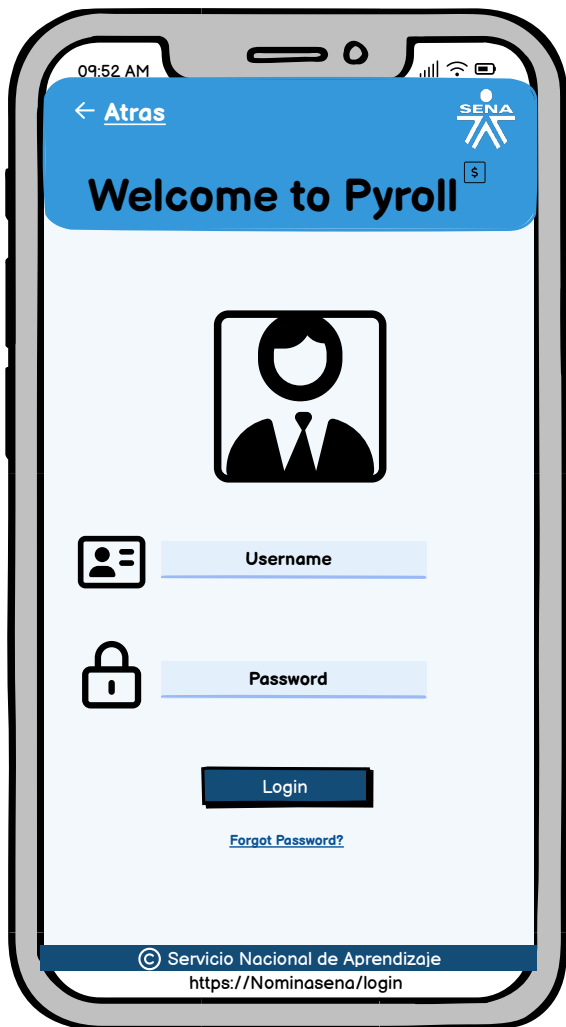 09:52 AM
← Atras
SENA
$
Welcome to Pyroll
Username
Password
Login
Forgot Password?
© Servicio Nacional de Aprendizaje
https://Nominasena/login